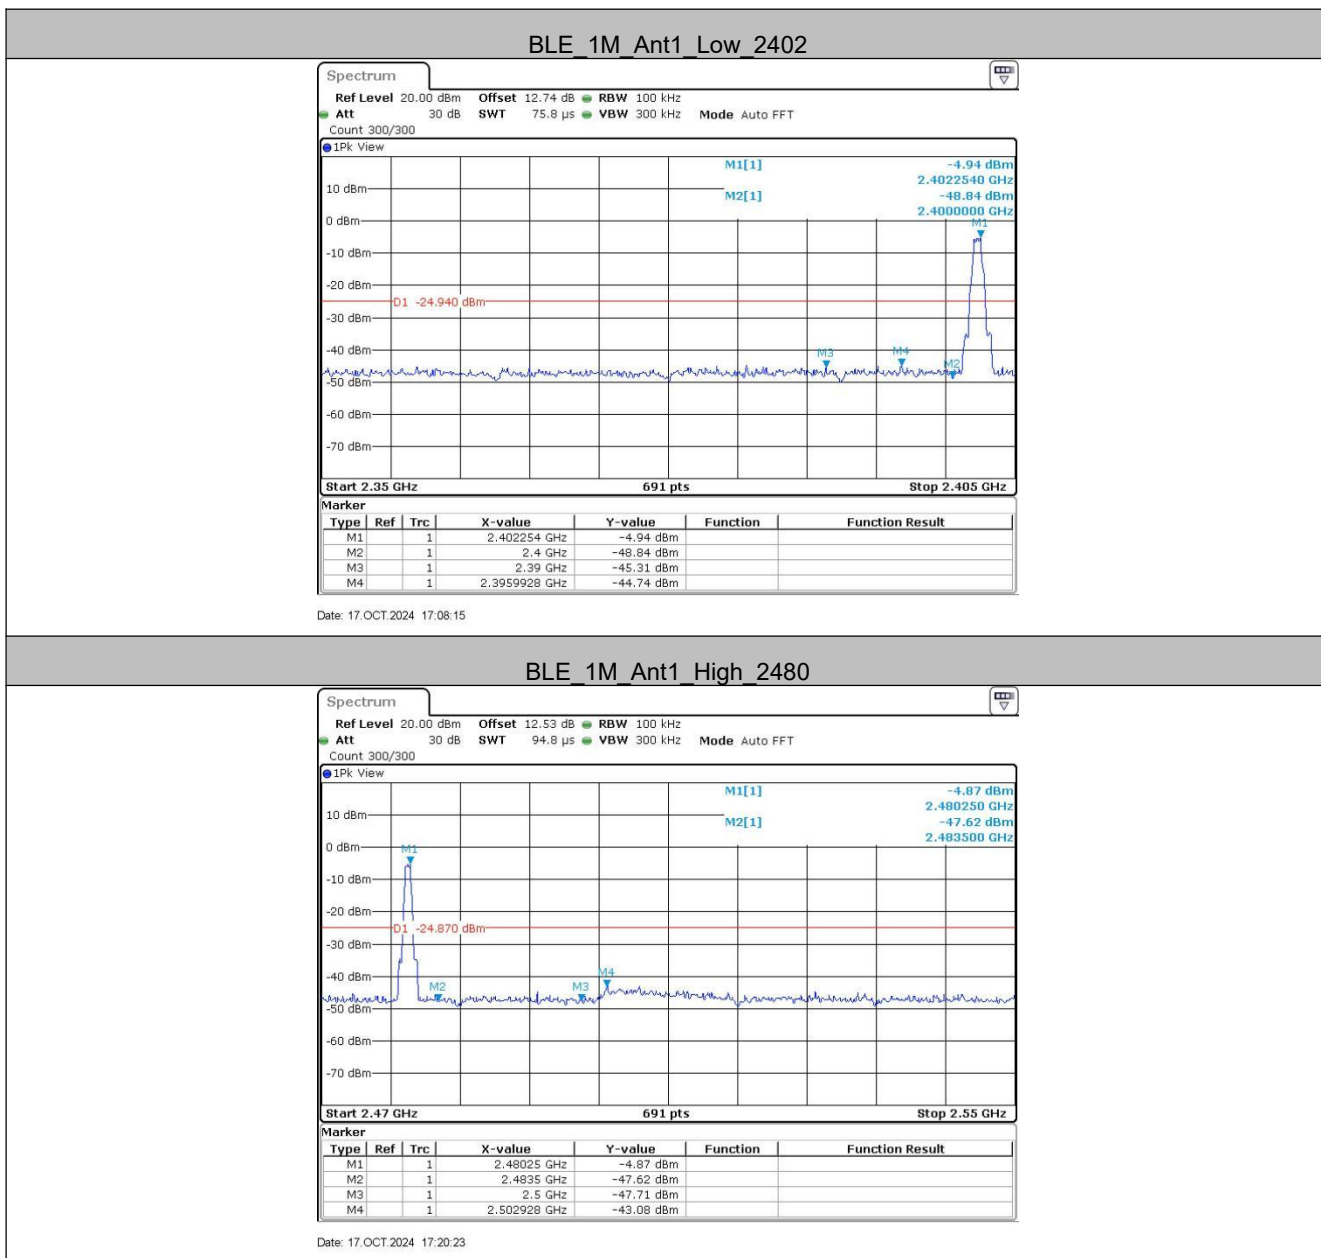 BLE_1M_Ant1_Low_2402
Spectrum
Ref Level 20.00 dBm Offset 12.74 dB RBW 100 kHz
Att 30 dB SWT 75.8 µs VBW 300 kHz Mode Auto FFT
Count 300/300
1Pk View
M1[1] -4.94 dBm
2.4022540 GHz
10 dBm
M2[1] -48.84 dBm
2.4000000 GHz
0 dBm
M1
-10 dBm
-20 dBm
D1 -24.940 dBm
-30 dBm
-40 dBm
M3 M4
M2
-50 dBm
-60 dBm
-70 dBm
Start 2.35 GHz 691 pts Stop 2.405 GHz
Marker
Type Ref Trc X-value Y-value Function Function Result
M1 1 2.402254 GHz -4.94 dBm
M2 1 2.4 GHz -48.84 dBm
M3 1 2.39 GHz -45.31 dBm
M4 1 2.3959928 GHz -44.74 dBm
Date: 17.OCT.2024 17:08:15
BLE_1M_Ant1_High_2480
Spectrum
Ref Level 20.00 dBm Offset 12.53 dB RBW 100 kHz
Att 30 dB SWT 94.8 µs VBW 300 kHz Mode Auto FFT
Count 300/300
1Pk View
M1[1] -4.87 dBm
2.480250 GHz
10 dBm
M2[1] -47.62 dBm
2.483500 GHz
0 dBm
M1
-10 dBm
-20 dBm
D1 -24.870 dBm
-30 dBm
-40 dBm
M4
M2 M3
-50 dBm
-60 dBm
-70 dBm
Start 2.47 GHz 691 pts Stop 2.55 GHz
Marker
Type Ref Trc X-value Y-value Function Function Result
M1 1 2.48025 GHz -4.87 dBm
M2 1 2.4835 GHz -47.62 dBm
M3 1 2.5 GHz -47.71 dBm
M4 1 2.502928 GHz -43.08 dBm
Date: 17.OCT.2024 17:20:23